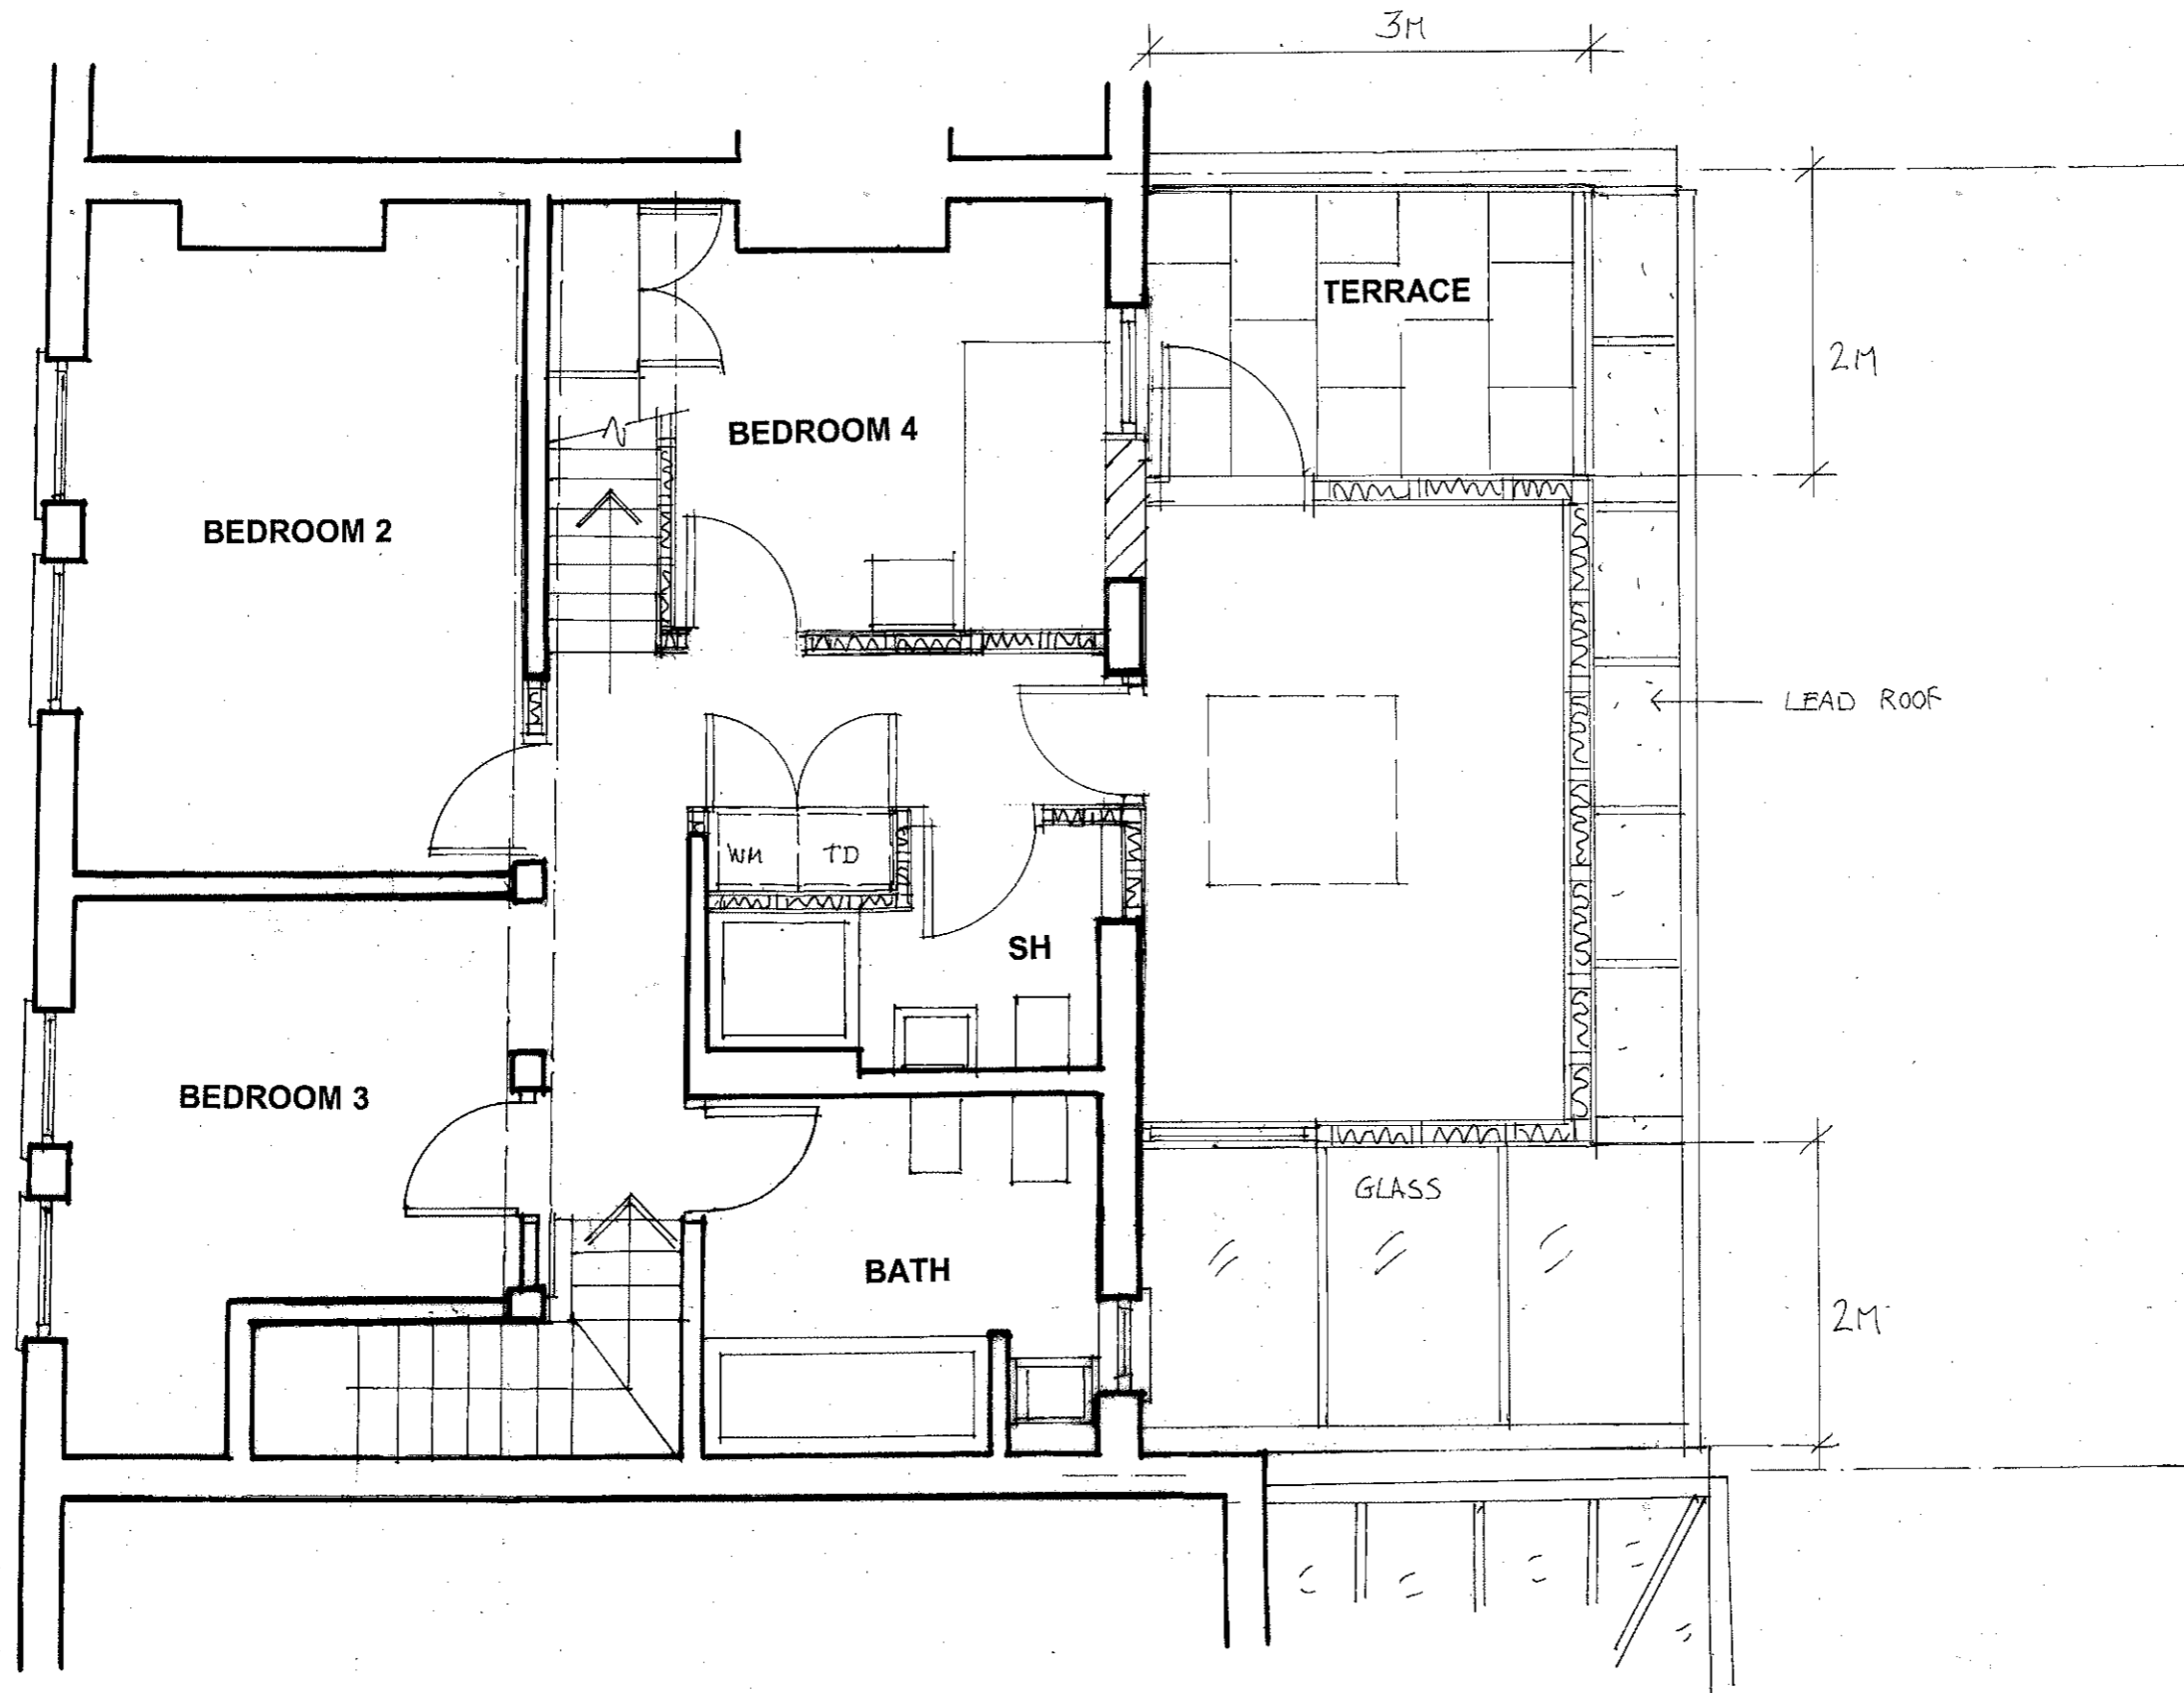 3M
TERRACE
2M
BEDROOM 4
BEDROOM 2
LEAD ROOF
WM
TD
SH
BEDROOM 3
GLASS
BATH
2M